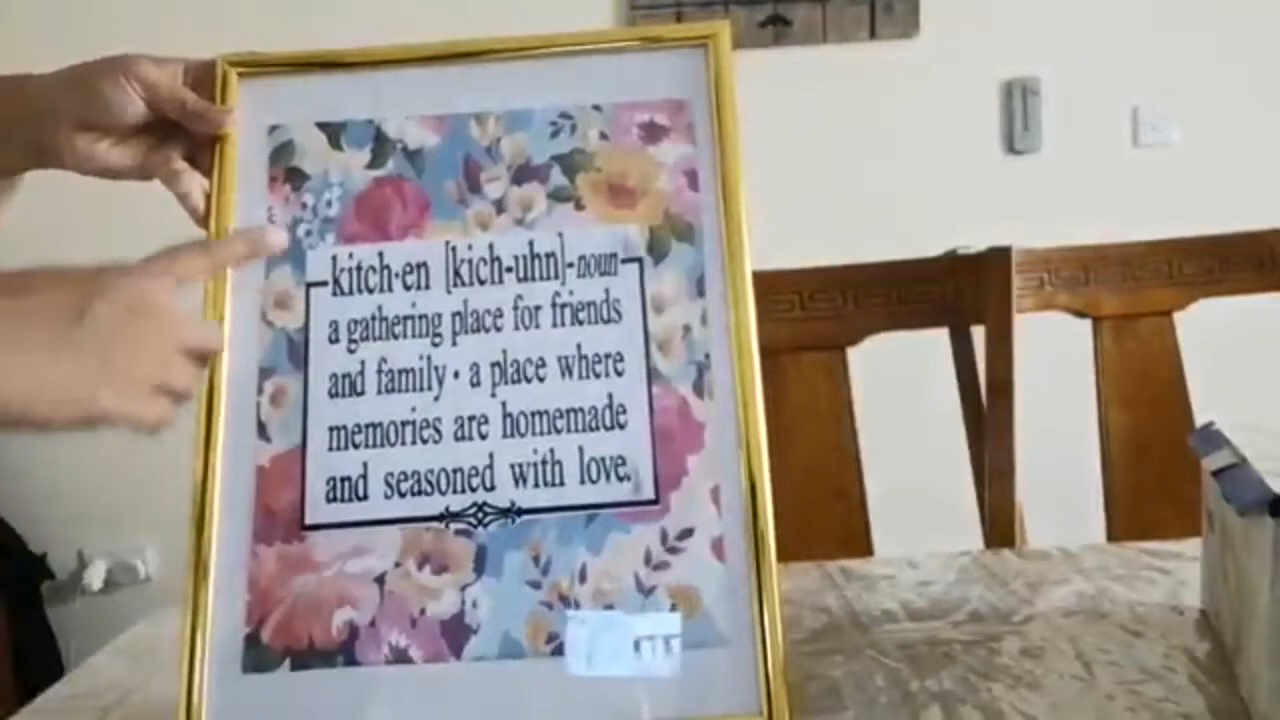 kitch·en [kich-uhn]-noun
a gathering place for friends
and family · a place where
memories are homemade
and seasoned with love.